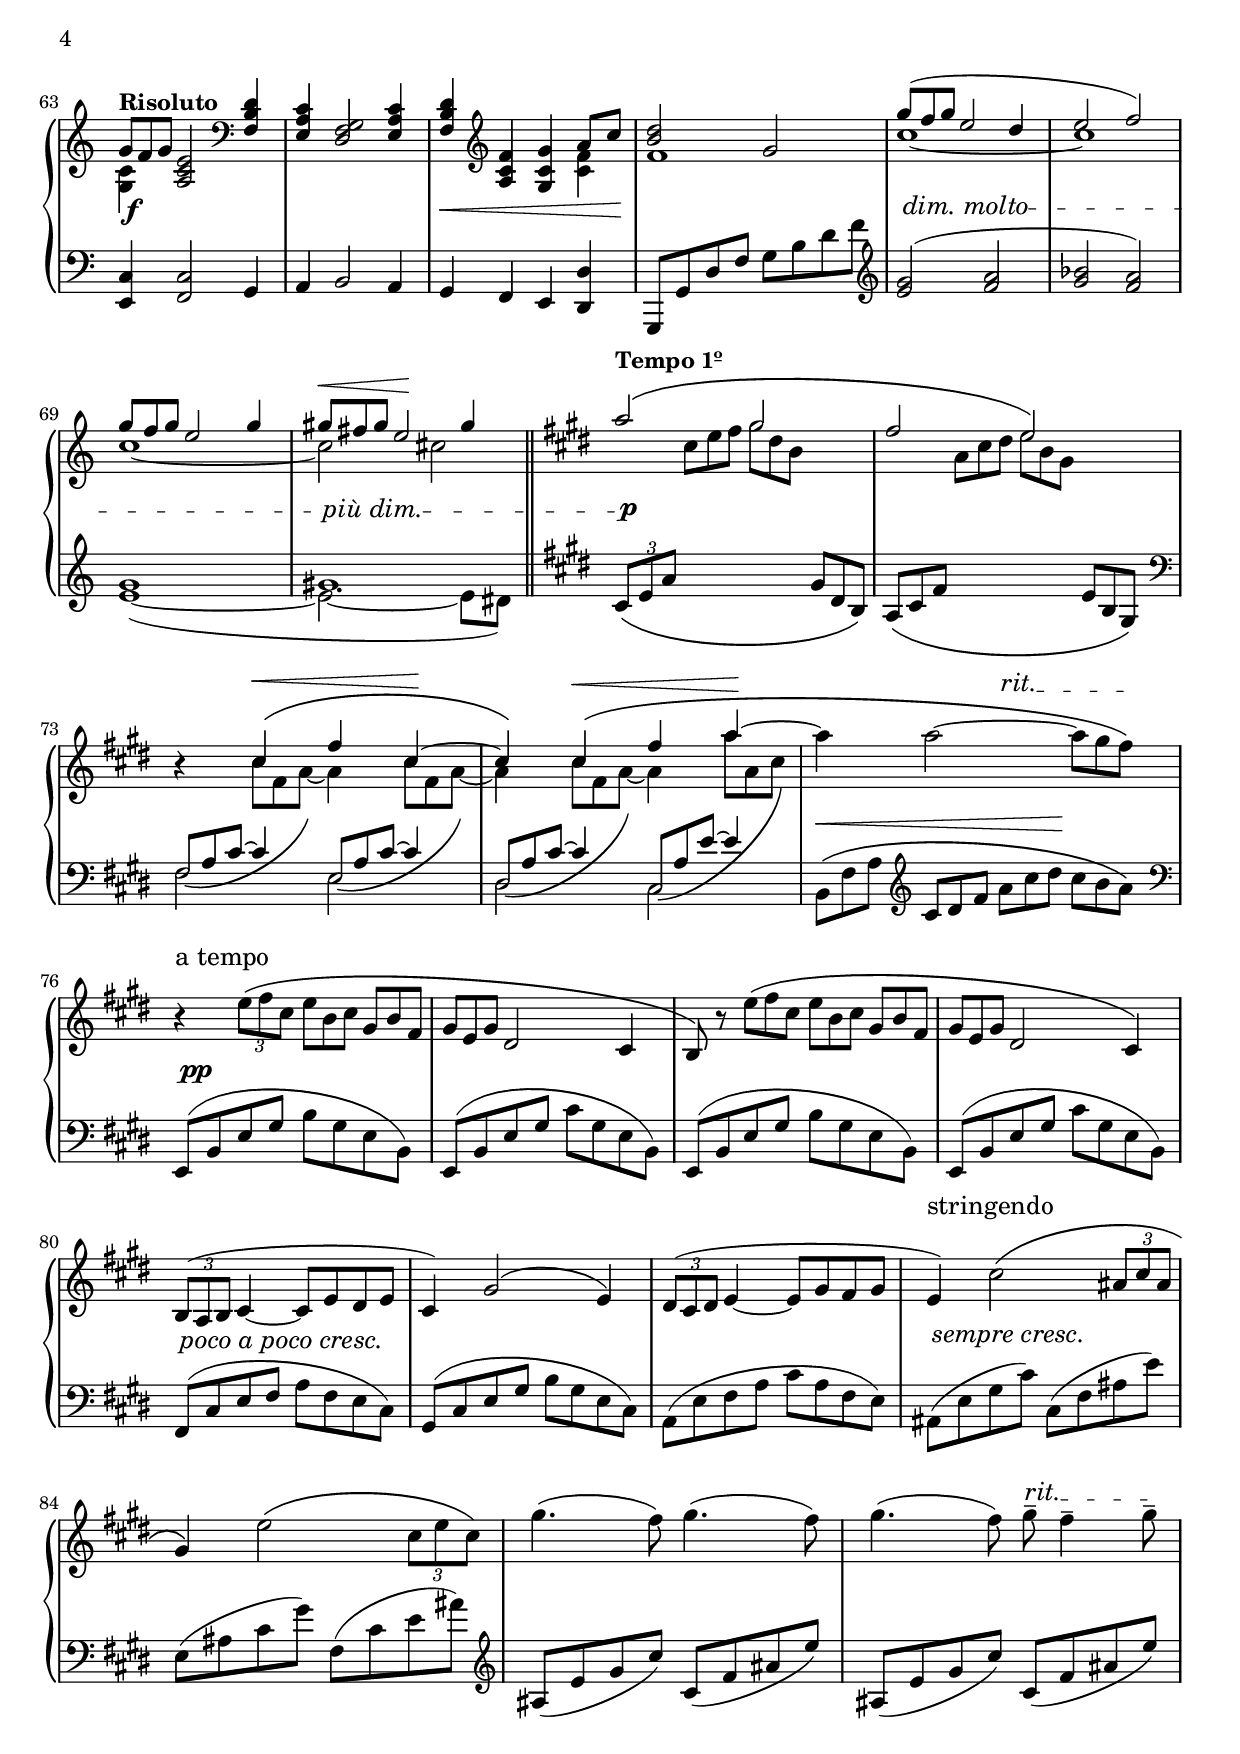 4
63
Risoluto
f
dim. molto
Tempo 1º
69
più dim.
p
3
rit.
73
a tempo
76
3
pp
stringendo
80
3
3
3
poco a poco cresc.
sempre cresc.
84
rit.
3